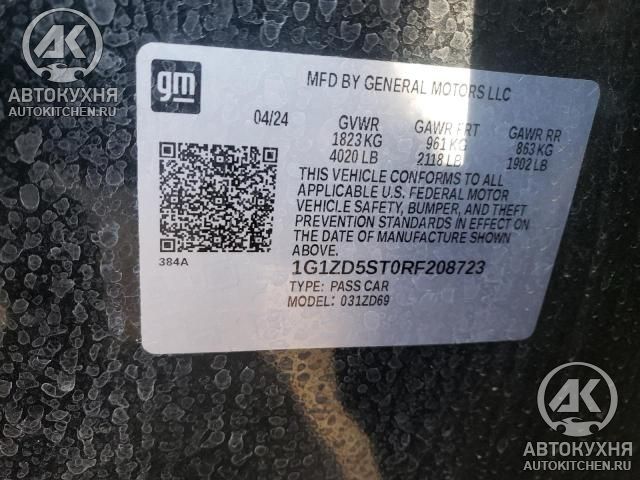 AK
АВТОКУХНЯ
AUTOKITCHEN.RU
gm
MFD BY GENERAL MOTORS LLC
04/24 GVWR GAWR FRT GAWR RR
1823 KG 961 KG 863 KG
4020 LB 2118 LB 1902 LB
THIS VEHICLE CONFORMS TO ALL
APPLICABLE U.S. FEDERAL MOTOR
VEHICLE SAFETY, BUMPER, AND THEFT
PREVENTION STANDARDS IN EFFECT ON
THE DATE OF MANUFACTURE SHOWN
ABOVE.
384A
1G1ZD5ST0RF208723
TYPE: PASS CAR
MODEL: 031ZD69
AK
АВТОКУХНЯ
AUTOKITCHEN.RU